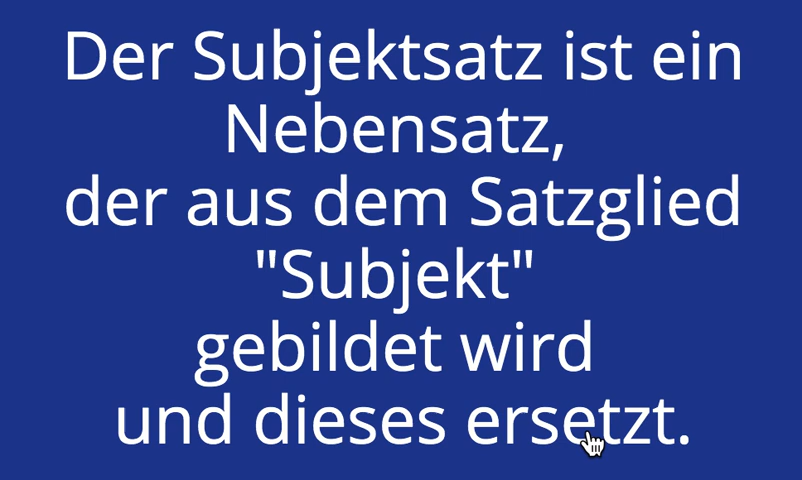 Der Subjektsatz ist ein
Nebensatz,
der aus dem Satzglied
"Subjekt"
gebildet wird
und dieses ersetzt.